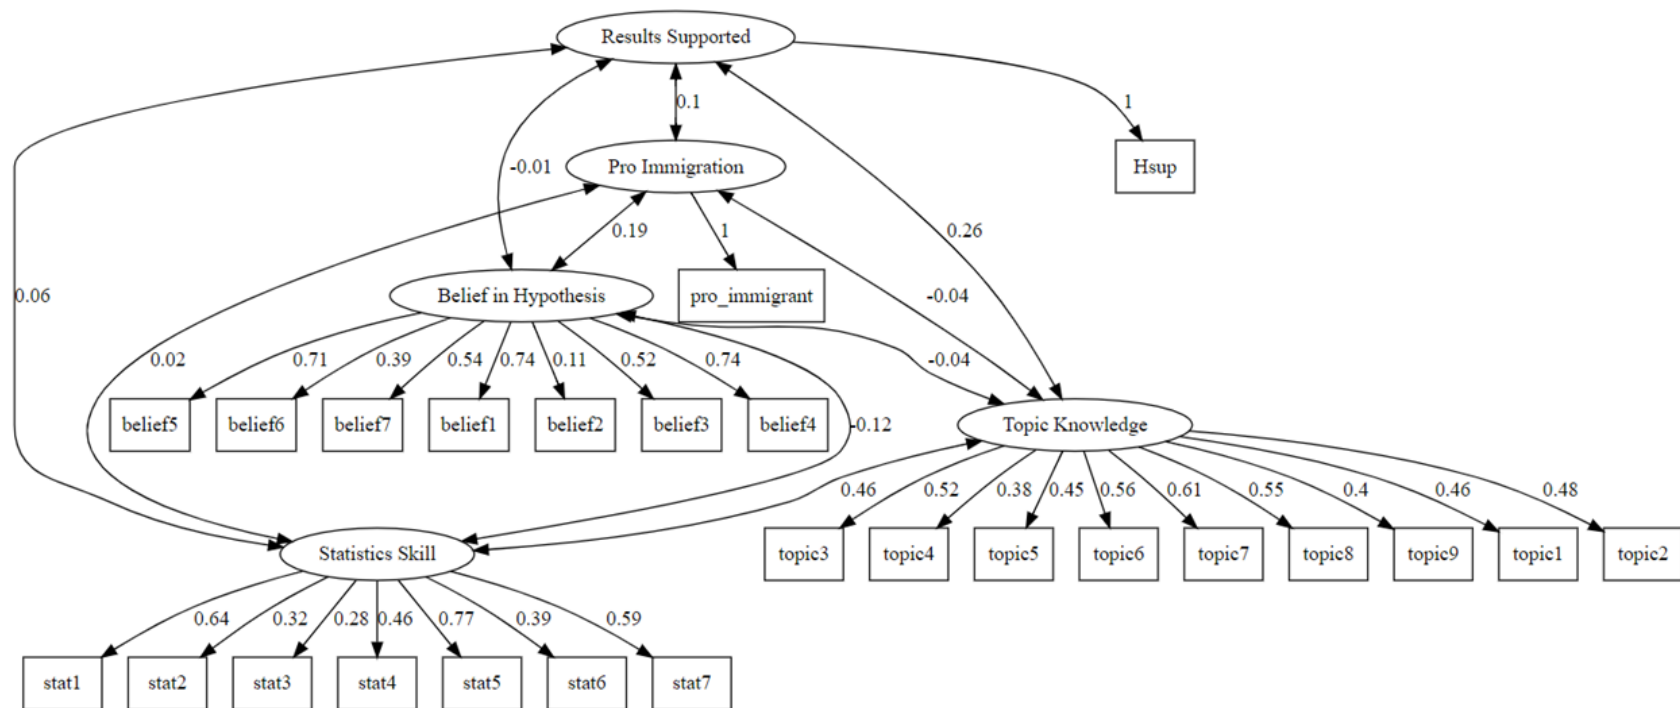 Results Supported
0.1
1
Pro Immigration
Hsup
-0.01
0.19
1
0.26
0.06
Belief in Hypothesis
pro_immigrant
-0.04
0.02
0.71
0.39
0.54
0.74
0.11
0.52
0.74
-0.04
belief5
belief6
belief7
belief1
belief2
belief3
belief4
-0.12
Topic Knowledge
0.46
0.52
0.38
0.45
0.56
0.61
0.55
0.4
0.46
0.48
Statistics Skill
topic3
topic4
topic5
topic6
topic7
topic8
topic9
topic1
topic2
0.64
0.32
0.28
0.46
0.77
0.39
0.59
stat1
stat2
stat3
stat4
stat5
stat6
stat7